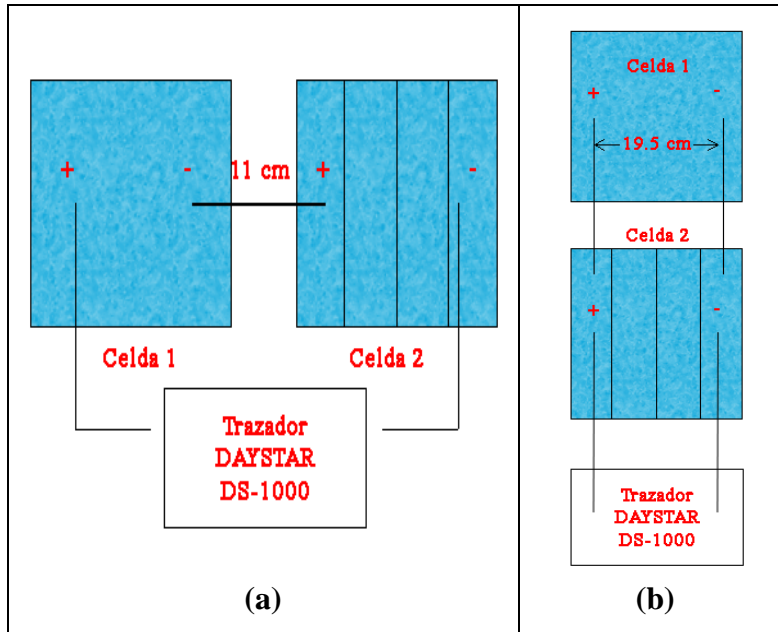 +
-
11 cm
+
-
Celda 1
Celda 2
Trazador
DAYSTAR
DS-1000
(a)
Celda 1
+
-
19.5 cm
Celda 2
+
-
Trazador
DAYSTAR
DS-1000
(b)